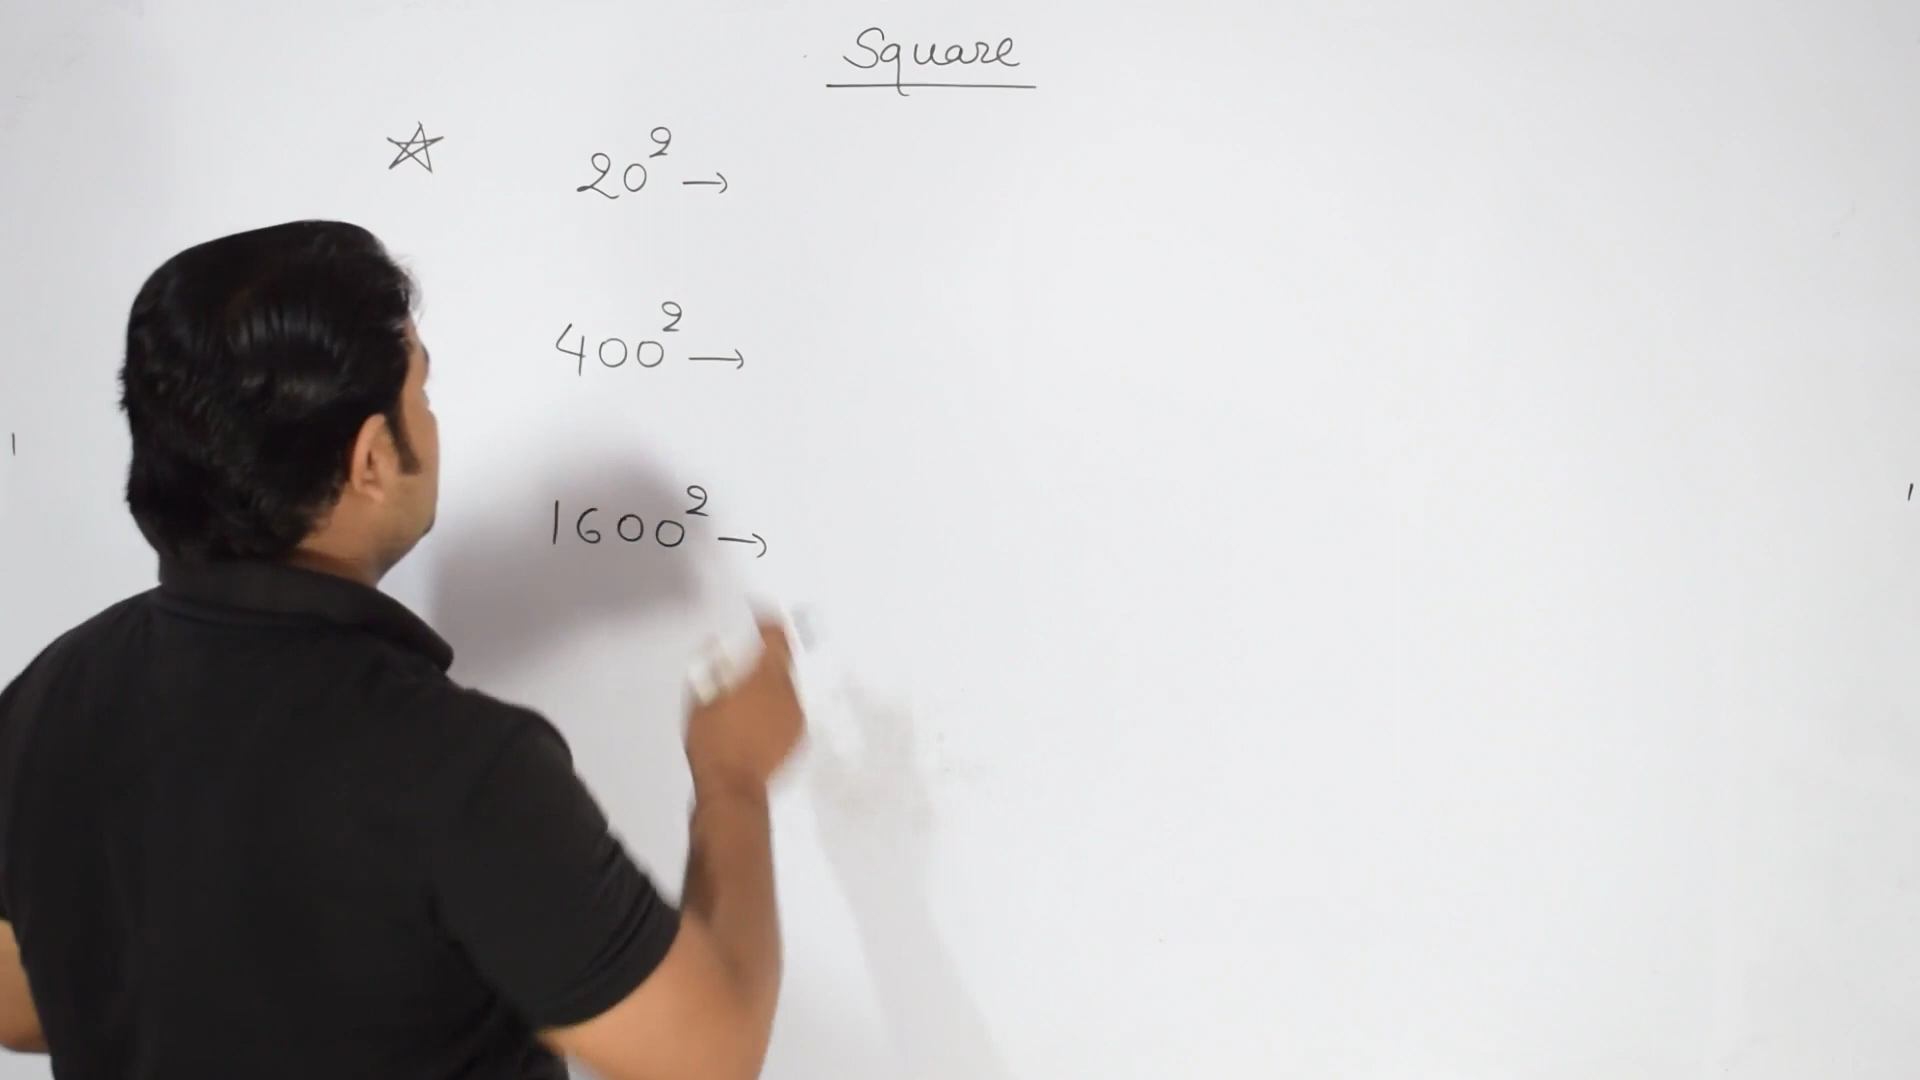 Square
☆ 20² →
400² →
1600² →